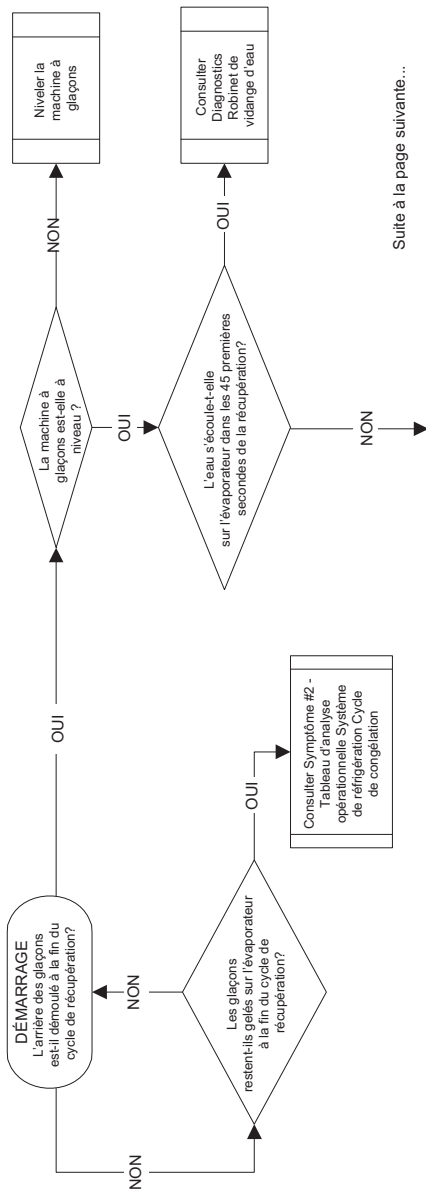 DÉMARRAGE
L'arrière des glaçons
est-il démoulé à la fin du
cycle de récupération?
OUI
NON
La machine à
glaçons est-elle à
niveau ?
NON
Niveler la
machine à
glaçons
OUI
L'eau s'écoule-t-elle
sur l'évaporateur dans les 45 premières
secondes de la récupération?
OUI
Consulter
Diagnostics
Robinet de
vidange d'eau
NON
Les glaçons
restent-ils gelés sur l'évaporateur
à la fin du cycle de
récupération?
NON
OUI
Consulter Symptôme #2 -
Tableau d'analyse
opérationnelle Système
de réfrigération Cycle
de congélation
Suite à la page suivante...